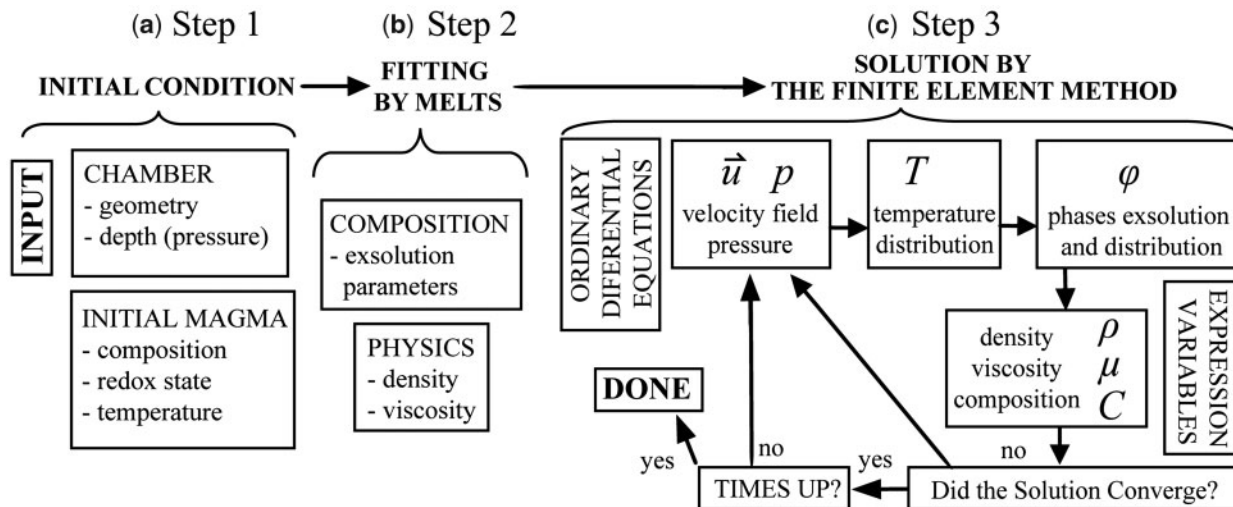 (a) Step 1
INITIAL CONDITION
INPUT
CHAMBER
- geometry
- depth (pressure)
INITIAL MAGMA
- composition
- redox state
- temperature
(b) Step 2
FITTING
BY MELTS
COMPOSITION
- exsolution
parameters
PHYSICS
- density
- viscosity
(c) Step 3
SOLUTION BY
THE FINITE ELEMENT METHOD
ORDINARY
DIFERENTIAL
EQUATIONS
u⃗ p
velocity field
pressure
T
temperature
distribution
φ
phases exsolution
and distribution
density ρ
viscosity μ
composition C
EXPRESSION
VARIABLES
Did the Solution Converge?
no
yes
TIMES UP?
no
yes
DONE